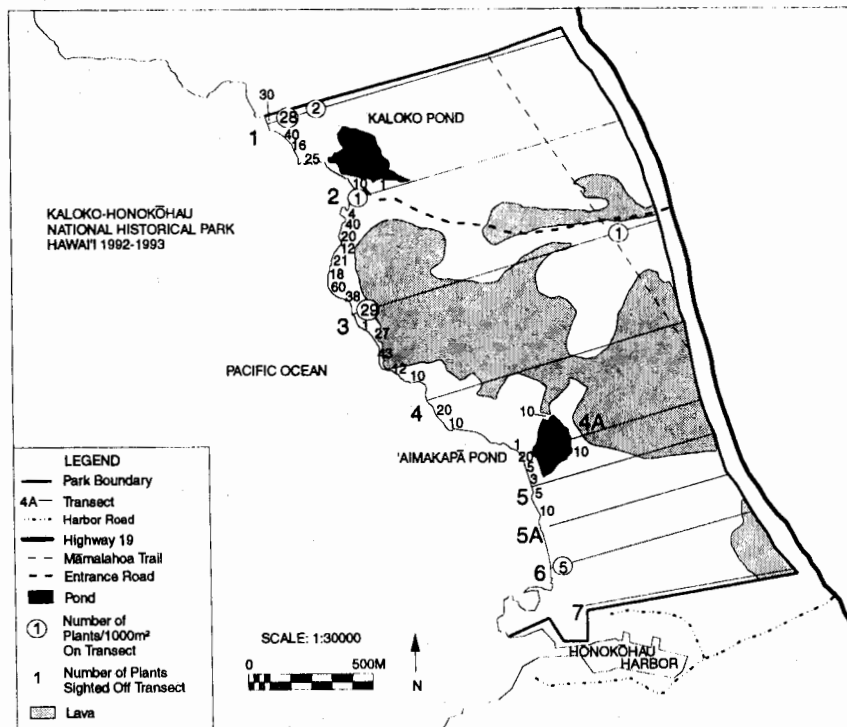 30
28
2
1
40
16
25
KALOKO POND
10
1
2
1
KALOKO-HONOKŌHAU
NATIONAL HISTORICAL PARK
HAWAI'I 1992-1993
4
40
20
12
21
18
60
38
1
29
3
1
27
43
12
10
PACIFIC OCEAN
4
20
10
10
4A
10
1
'AIMAKAPĀ POND
20
5
3
5
5
10
5A
6
5
7
HONOKŌHAU
HARBOR
LEGEND
Park Boundary
4A Transect
Harbor Road
Highway 19
Māmalahoa Trail
Entrance Road
Pond
1 Number of
Plants/1000m²
On Transect
1 Number of Plants
Sighted Off Transect
Lava
SCALE: 1:30000
0 500M
N